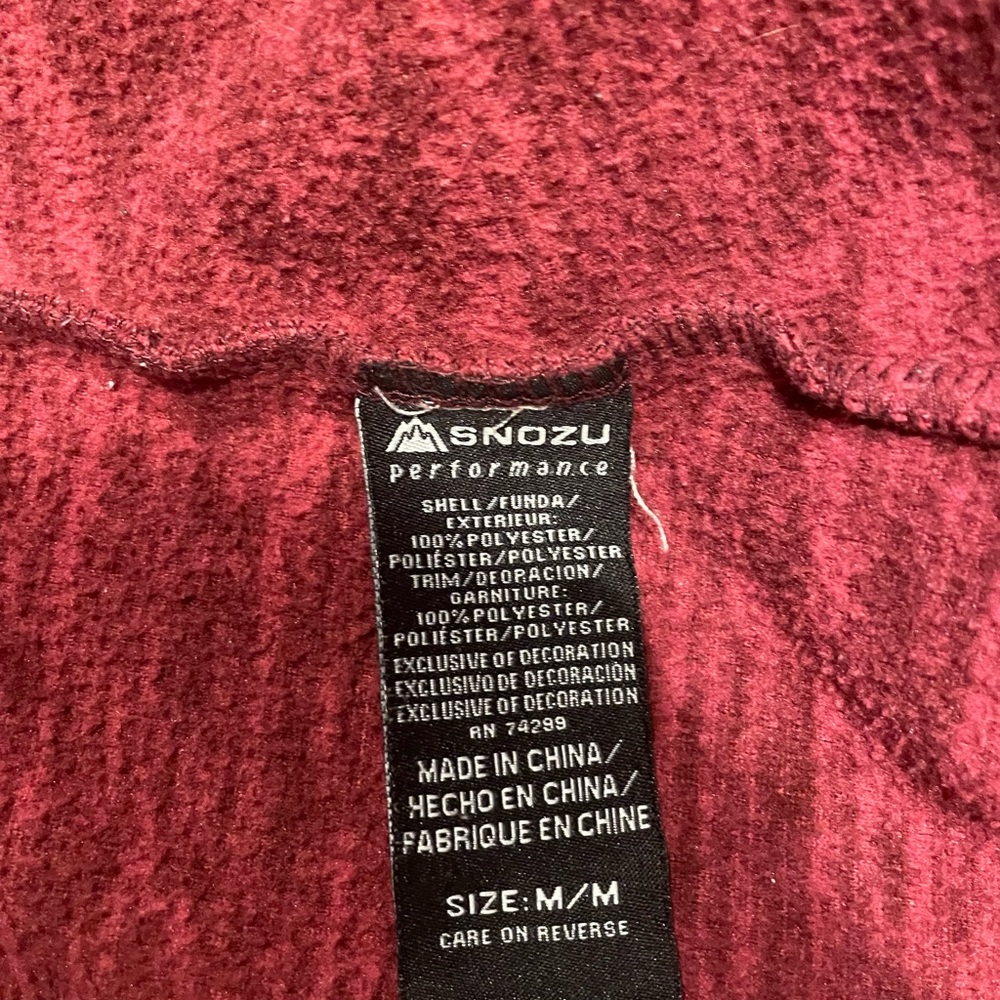 SNOZU
performance
SHELL/FUNDA/
EXTERIEUR:
100% POLYESTER/
POLIÉSTER/POLYESTER
TRIM/DEORACION/
GARNITURE:
100% POLYESTER/
POLIÉSTER/POLYESTER
EXCLUSIVE OF DECORATION
EXCLUSIVO DE DECORACIÓN
EXCLUSIVE OF DECORATION
RN 74299
MADE IN CHINA/
HECHO EN CHINA/
FABRIQUE EN CHINE
SIZE: M/M
CARE ON REVERSE